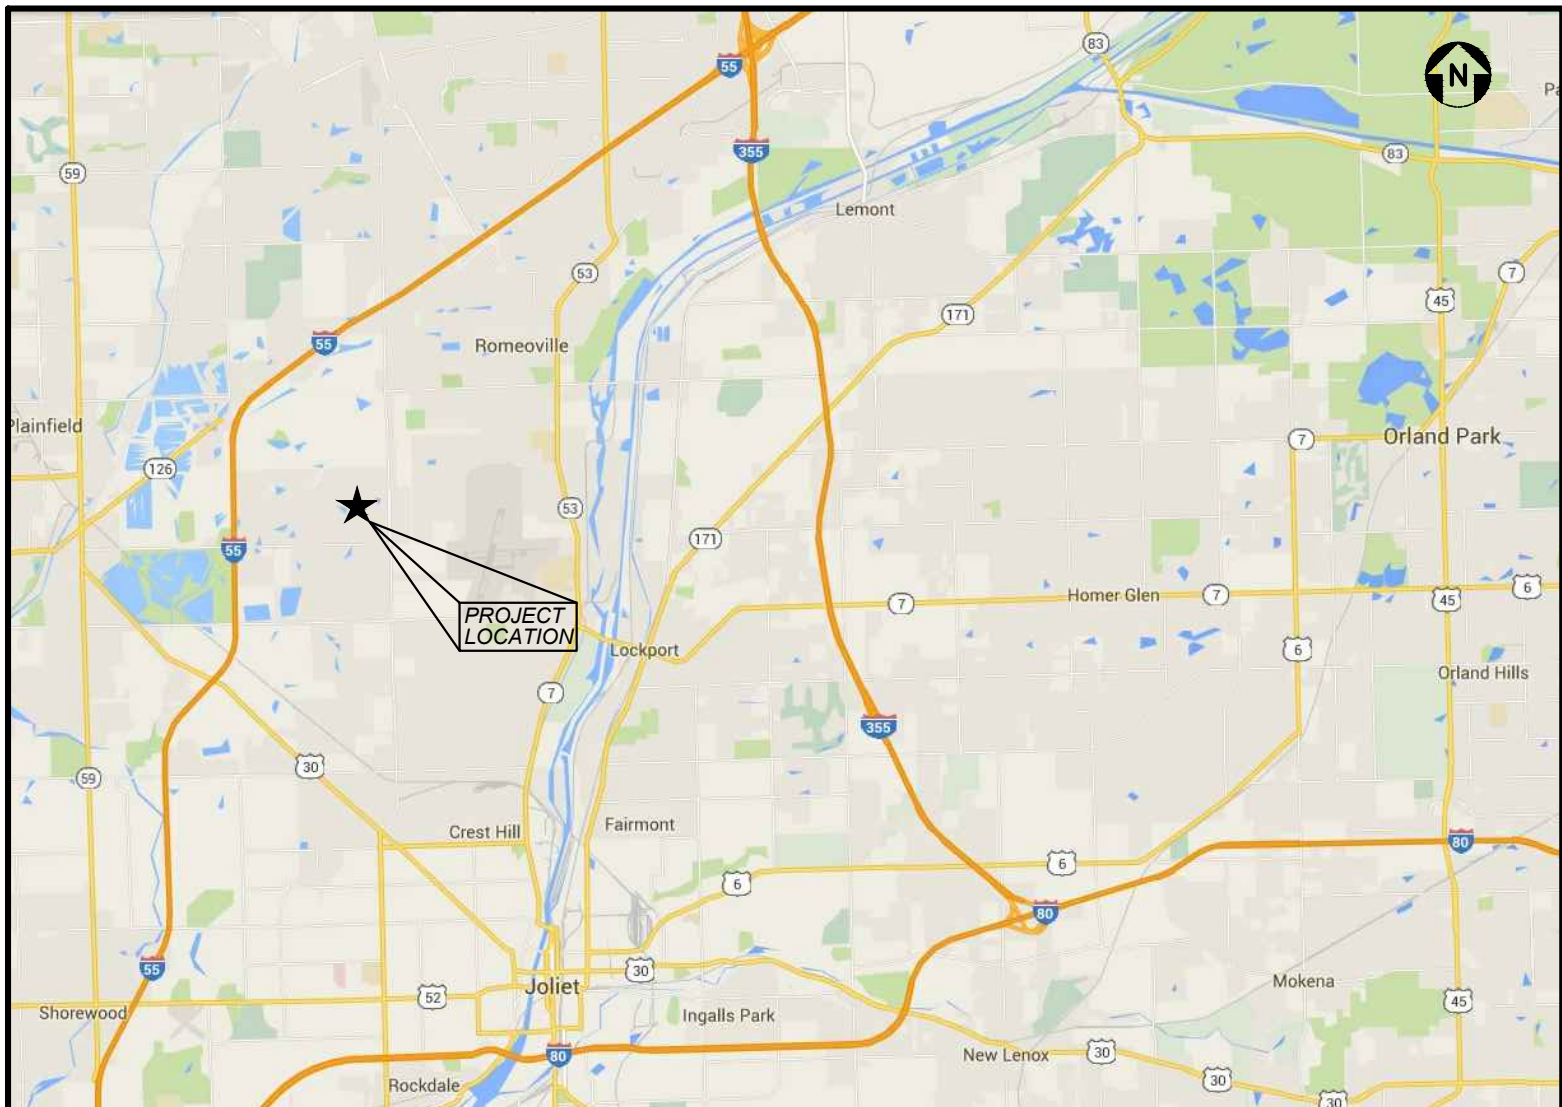 83
N
55
355
83
59
Lemont
53
7
45
171
55
Romeoville
Plainfield
7
Orland Park
126
53
171
55
PROJECT
LOCATION
7
Homer Glen
7
45
6
Lockport
6
Orland Hills
7
355
30
59
Crest Hill
Fairmont
80
6
6
80
55
30
Joliet
52
Mokena
45
Shorewood
Ingalls Park
80
New Lenox
30
Rockdale
30
30